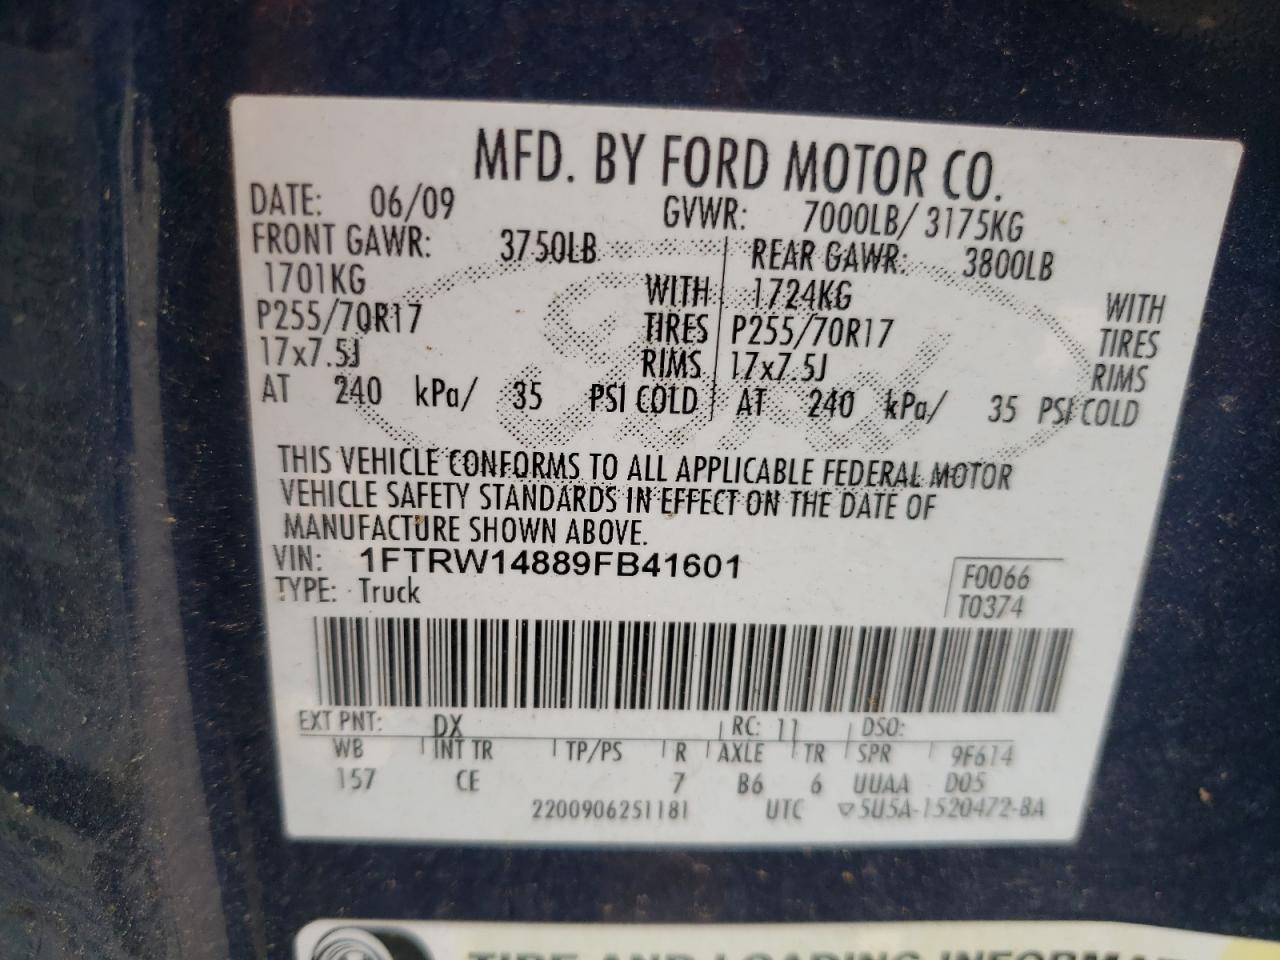 MFD. BY FORD MOTOR CO.
DATE: 06/09 GVWR: 7000LB/ 3175KG
FRONT GAWR: 3750LB REAR GAWR: 3800LB
1701KG WITH 1724KG WITH
P255/70R17 TIRES P255/70R17 TIRES
17x7.5J RIMS 17x7.5J RIMS
AT 240 kPa/ 35 PSI COLD AT 240 kPa/ 35 PSI COLD
THIS VEHICLE CONFORMS TO ALL APPLICABLE FEDERAL MOTOR
VEHICLE SAFETY STANDARDS IN EFFECT ON THE DATE OF
MANUFACTURE SHOWN ABOVE.
VIN: 1FTRW14889FB41601
TYPE: Truck
F0066
T0374
EXT PNT: DX RC: 11 DSO:
WB INT TR TP/PS R AXLE TR SPR 9F614
157 CE 7 B6 6 UUAA D05
2200906251181 UTC ▽5U5A-1520472-BA
TIRE AND LOADING